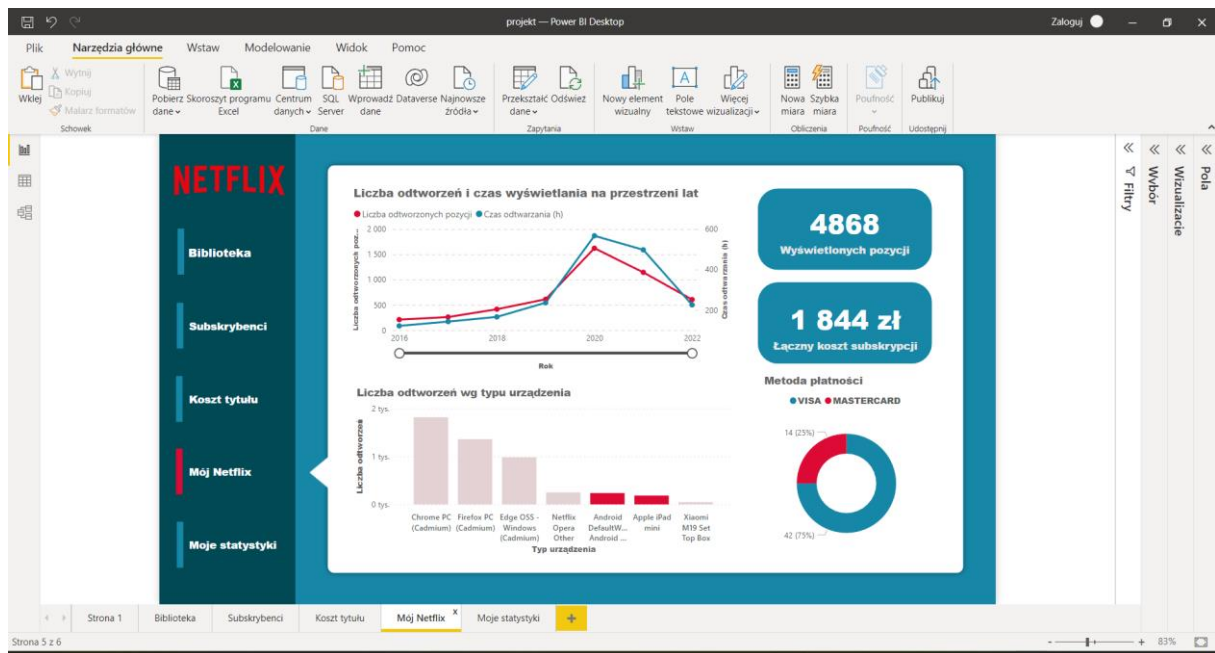 projekt — Power BI Desktop
Zaloguj
Plik Narzędzia główne Wstaw Modelowanie Widok Pomoc
Wklej
Wytnij
Kopiuj
Malarz formatów
Schowek
Pobierz dane
Skoroszyt programu Excel
Centrum danych
SQL Server
Wprowadź dane
Dataverse
Najnowsze źródła
Dane
Przekształć dane
Odśwież
Zapytania
Nowy element wizualny
Pole tekstowe
Więcej wizualizacji
Wstaw
Nowa miara
Szybka miara
Obliczenia
Poufność
Poufność
Publikuj
Udostępnij
NETFLIX
Biblioteka
Subskrybenci
Koszt tytułu
Mój Netflix
Moje statystyki
Liczba odtworzeń i czas wyświetlania na przestrzeni lat
Liczba odtworzonych pozycji Czas odtwarzania (h)
Liczba odtworzonych poz...
2 000
1 500
1 000
500
0
600
400
200
Czas odtwarzania (h)
2016 2018 2020 2022
Rok
4868
Wyświetlonych pozycji
1 844 zł
Łączny koszt subskrypcji
Liczba odtworzeń wg typu urządzenia
Liczba odtworzeń
2 tys.
1 tys.
0 tys.
Chrome PC (Cadmium)
Firefox PC (Cadmium)
Edge OSS - Windows (Cadmium)
Netflix Opera Other
Android DefaultW... Android ...
Apple iPad mini
Xiaomi M19 Set Top Box
Typ urządzenia
Metoda płatności
VISA MASTERCARD
14 (25%)
42 (75%)
Filtry
Wybór
Wizualizacje
Pola
Strona 1 Biblioteka Subskrybenci Koszt tytułu Mój Netflix x Moje statystyki +
Strona 5 z 6
- + 83%